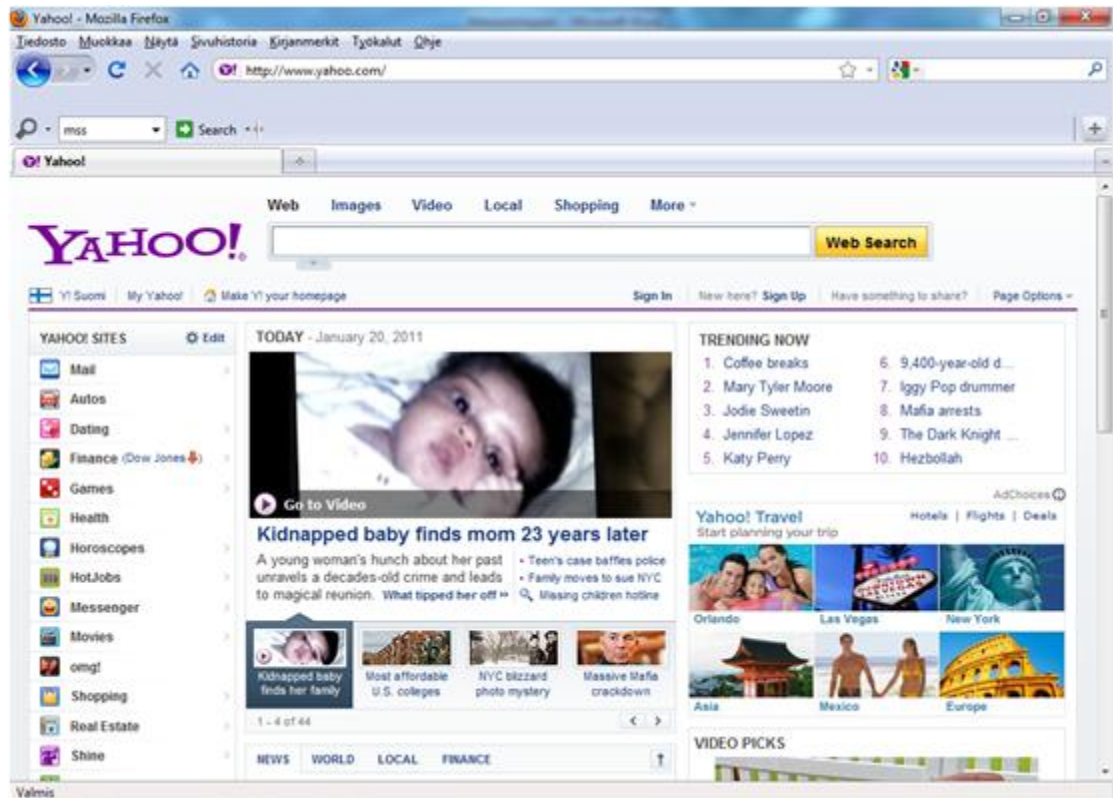 Yahoo! - Mozilla Firefox
Tiedosto Muokkaa Näytä Sivuhistoria Kirjanmerkit Työkalut Ohje
http://www.yahoo.com/
mss Search
Yahoo!
Web Images Video Local Shopping More
YAHOO!
Web Search
Y! Suomi My Yahoo! Make Y! your homepage Sign In New here? Sign Up Have something to share? Page Options
YAHOO! SITES Edit
Mail
Autos
Dating
Finance (Dow Jones)
Games
Health
Horoscopes
HotJobs
Messenger
Movies
omg!
Shopping
Real Estate
Shine
TODAY - January 20, 2011
Go to Video
Kidnapped baby finds mom 23 years later
A young woman's hunch about her past
unravels a decades-old crime and leads
to magical reunion. What tipped her off »
• Teen's case baffles police
• Family moves to sue NYC
Missing children hotline
Kidnapped baby
finds her family
Most affordable
U.S. colleges
NYC blizzard
photo mystery
Massive Mafia
crackdown
1 - 4 of 44
NEWS WORLD LOCAL FINANCE
TRENDING NOW
1. Coffee breaks
2. Mary Tyler Moore
3. Jodie Sweetin
4. Jennifer Lopez
5. Katy Perry
6. 9,400-year-old d...
7. Iggy Pop drummer
8. Mafia arrests
9. The Dark Knight ...
10. Hezbollah
AdChoices
Yahoo! Travel Hotels | Flights | Deals
Start planning your trip
Orlando Las Vegas New York
Asia Mexico Europe
VIDEO PICKS
Valmis